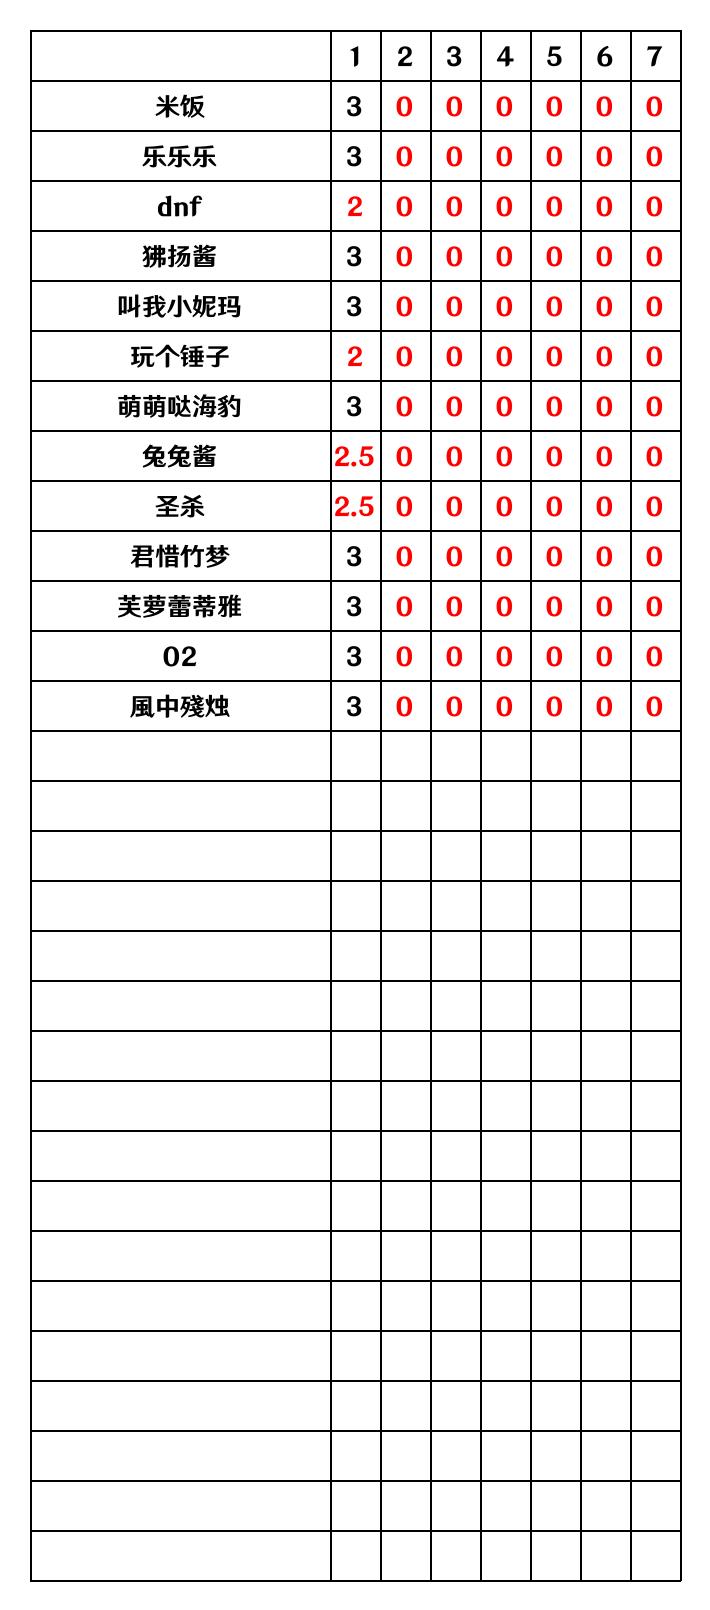 1 2 3 4 5 6 7
米饭 3 0 0 0 0 0 0
乐乐乐 3 0 0 0 0 0 0
dnf 2 0 0 0 0 0 0
狒扬酱 3 0 0 0 0 0 0
叫我小妮玛 3 0 0 0 0 0 0
玩个锤子 2 0 0 0 0 0 0
萌萌哒海豹 3 0 0 0 0 0 0
兔兔酱 2.5 0 0 0 0 0 0
圣杀 2.5 0 0 0 0 0 0
君惜竹梦 3 0 0 0 0 0 0
芙萝蕾蒂雅 3 0 0 0 0 0 0
02 3 0 0 0 0 0 0
風中殘烛 3 0 0 0 0 0 0